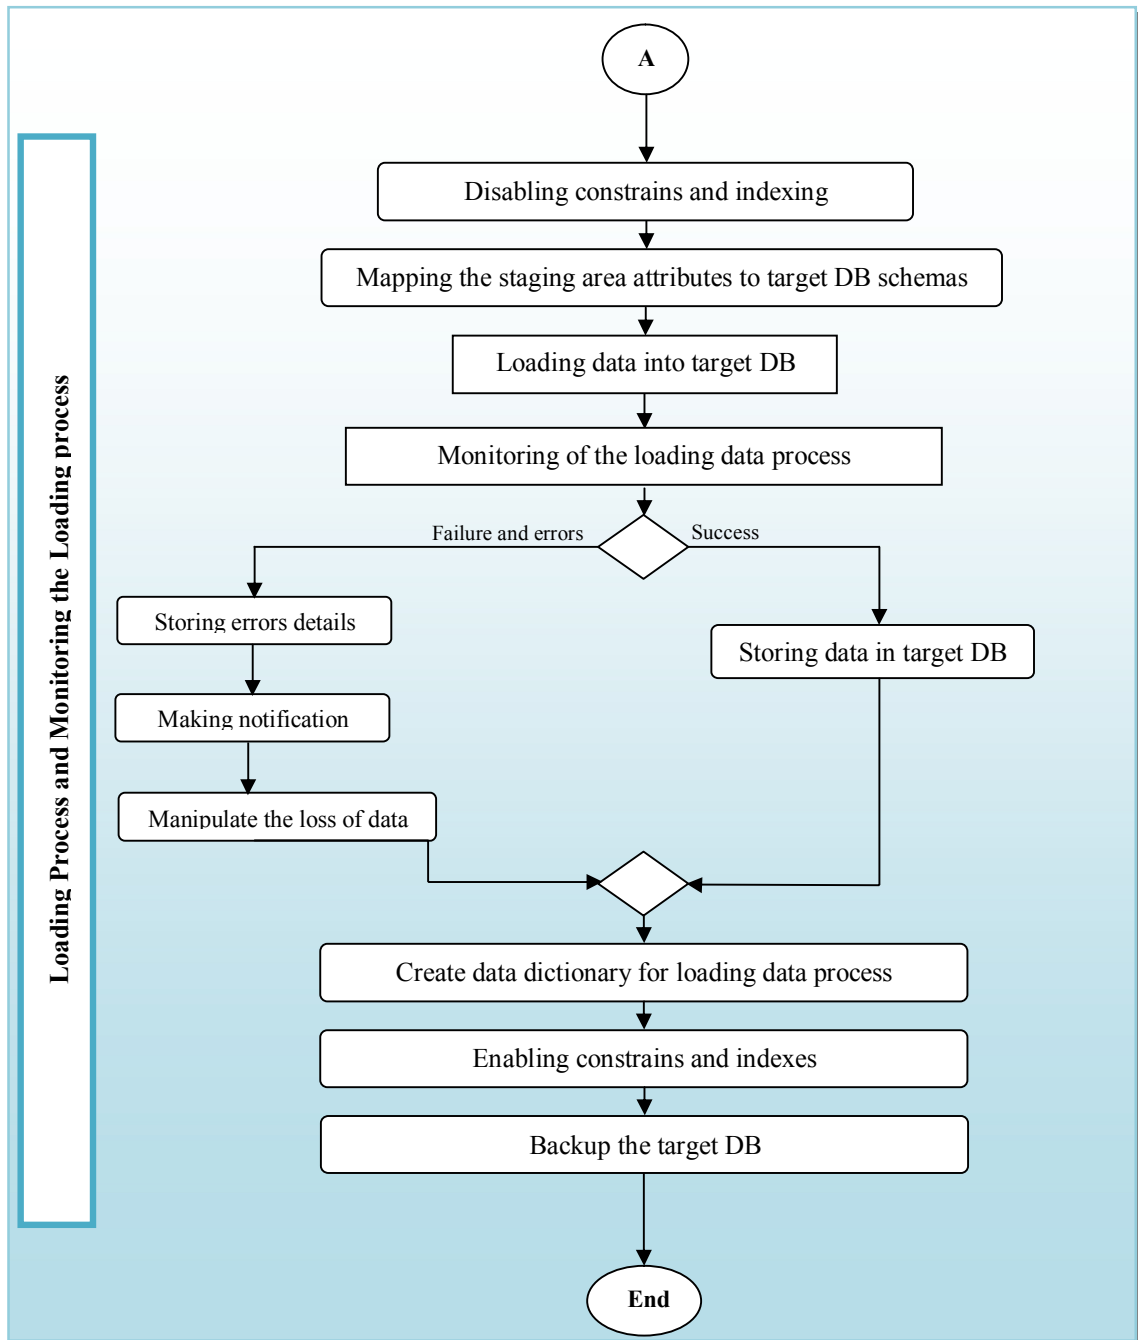 A
Loading Process and Monitoring the Loading process
Disabling constrains and indexing
Mapping the staging area attributes to target DB schemas
Loading data into target DB
Monitoring of the loading data process
Failure and errors
Success
Storing errors details
Storing data in target DB
Making notification
Manipulate the loss of data
Create data dictionary for loading data process
Enabling constrains and indexes
Backup the target DB
End